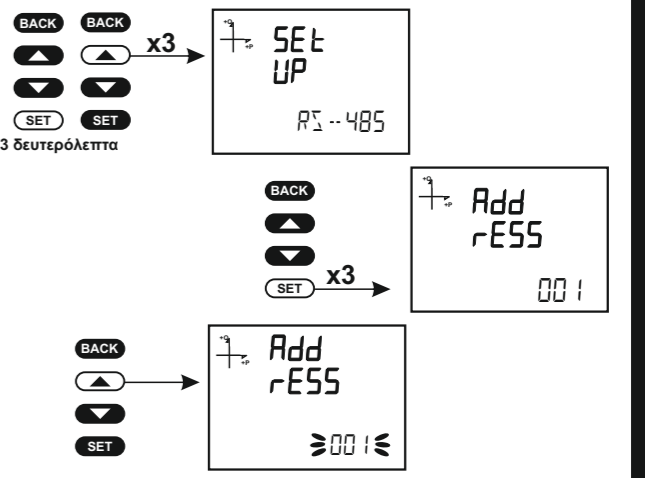 BACK BACK
x3
SEt
UP
SET SET
RS--485
3 δευτερόλεπτα
+Q
+P
BACK
SET
x3
+Q
+P
Add
rESS
001
BACK
SET
+Q
+P
Add
rESS
001